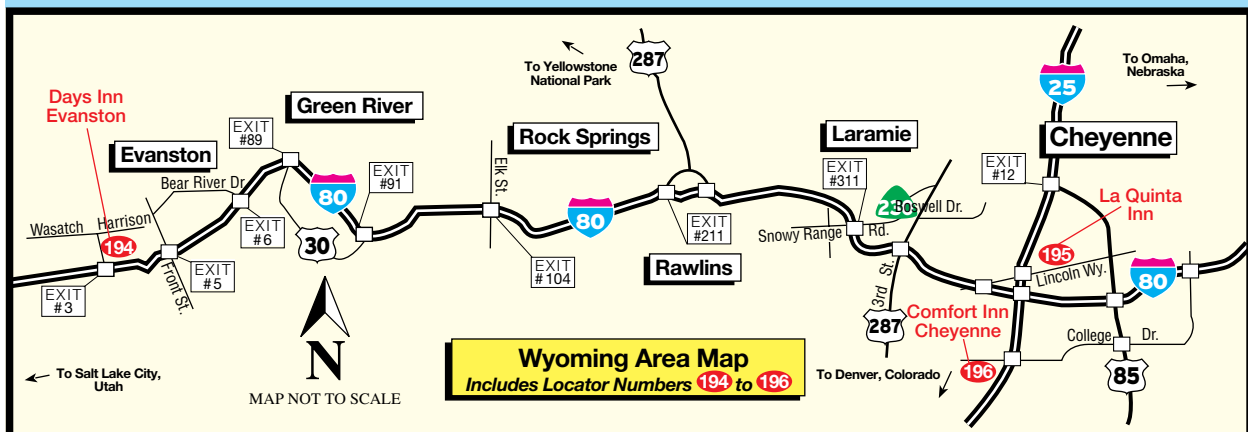 To Yellowstone
National Park
287
To Omaha,
Nebraska
25
Days Inn
Evanston
Green River
EXIT
#89
Evanston
Rock Springs
Laramie
Cheyenne
EXIT
#311
EXIT
#12
Bear River Dr.
80
EXIT
#91
Elk St.
La Quinta
Inn
Boswell Dr.
Wasatch
Harrison
194
EXIT
#6
30
80
EXIT
#211
Snowy Range Rd.
195
Lincoln Wy.
80
EXIT
#3
Front St.
EXIT
#5
EXIT
#104
Rawlins
3rd St.
287
Comfort Inn
Cheyenne
College Dr.
N
MAP NOT TO SCALE
To Salt Lake City,
Utah
Wyoming Area Map
Includes Locator Numbers 194 to 196
To Denver, Colorado
196
85